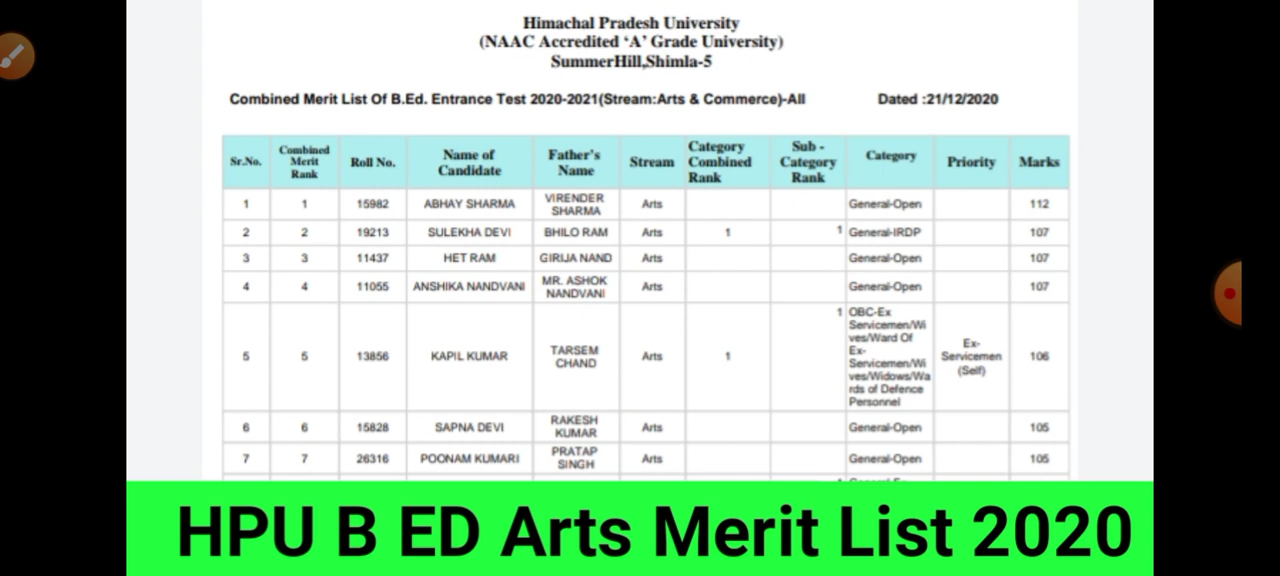 Himachal Pradesh University
(NAAC Accredited ‘A’ Grade University)
SummerHill,Shimla-5
Combined Merit List Of B.Ed. Entrance Test 2020-2021(Stream:Arts & Commerce)-All Dated :21/12/2020
Sr.No. Combined Merit Rank Roll No. Name of Candidate Father's Name Stream Category Combined Rank Sub - Category Rank Category Priority Marks
1 1 15982 ABHAY SHARMA VIRENDER SHARMA Arts General-Open 112
2 2 19213 SULEKHA DEVI BHILO RAM Arts 1 1 General-IRDP 107
3 3 11437 HET RAM GIRIJA NAND Arts General-Open 107
4 4 11055 ANSHIKA NANDVANI MR. ASHOK NANDVANI Arts General-Open 107
5 5 13856 KAPIL KUMAR TARSEM CHAND Arts 1 1 OBC-Ex Servicemen/Wives/Ward Of Ex-Servicemen/Wives/Widows/Wards of Defence Personnel Ex-Servicemen (Self) 106
6 6 15828 SAPNA DEVI RAKESH KUMAR Arts General-Open 105
7 7 26316 POONAM KUMARI PRATAP SINGH Arts General-Open 105
HPU B ED Arts Merit List 2020